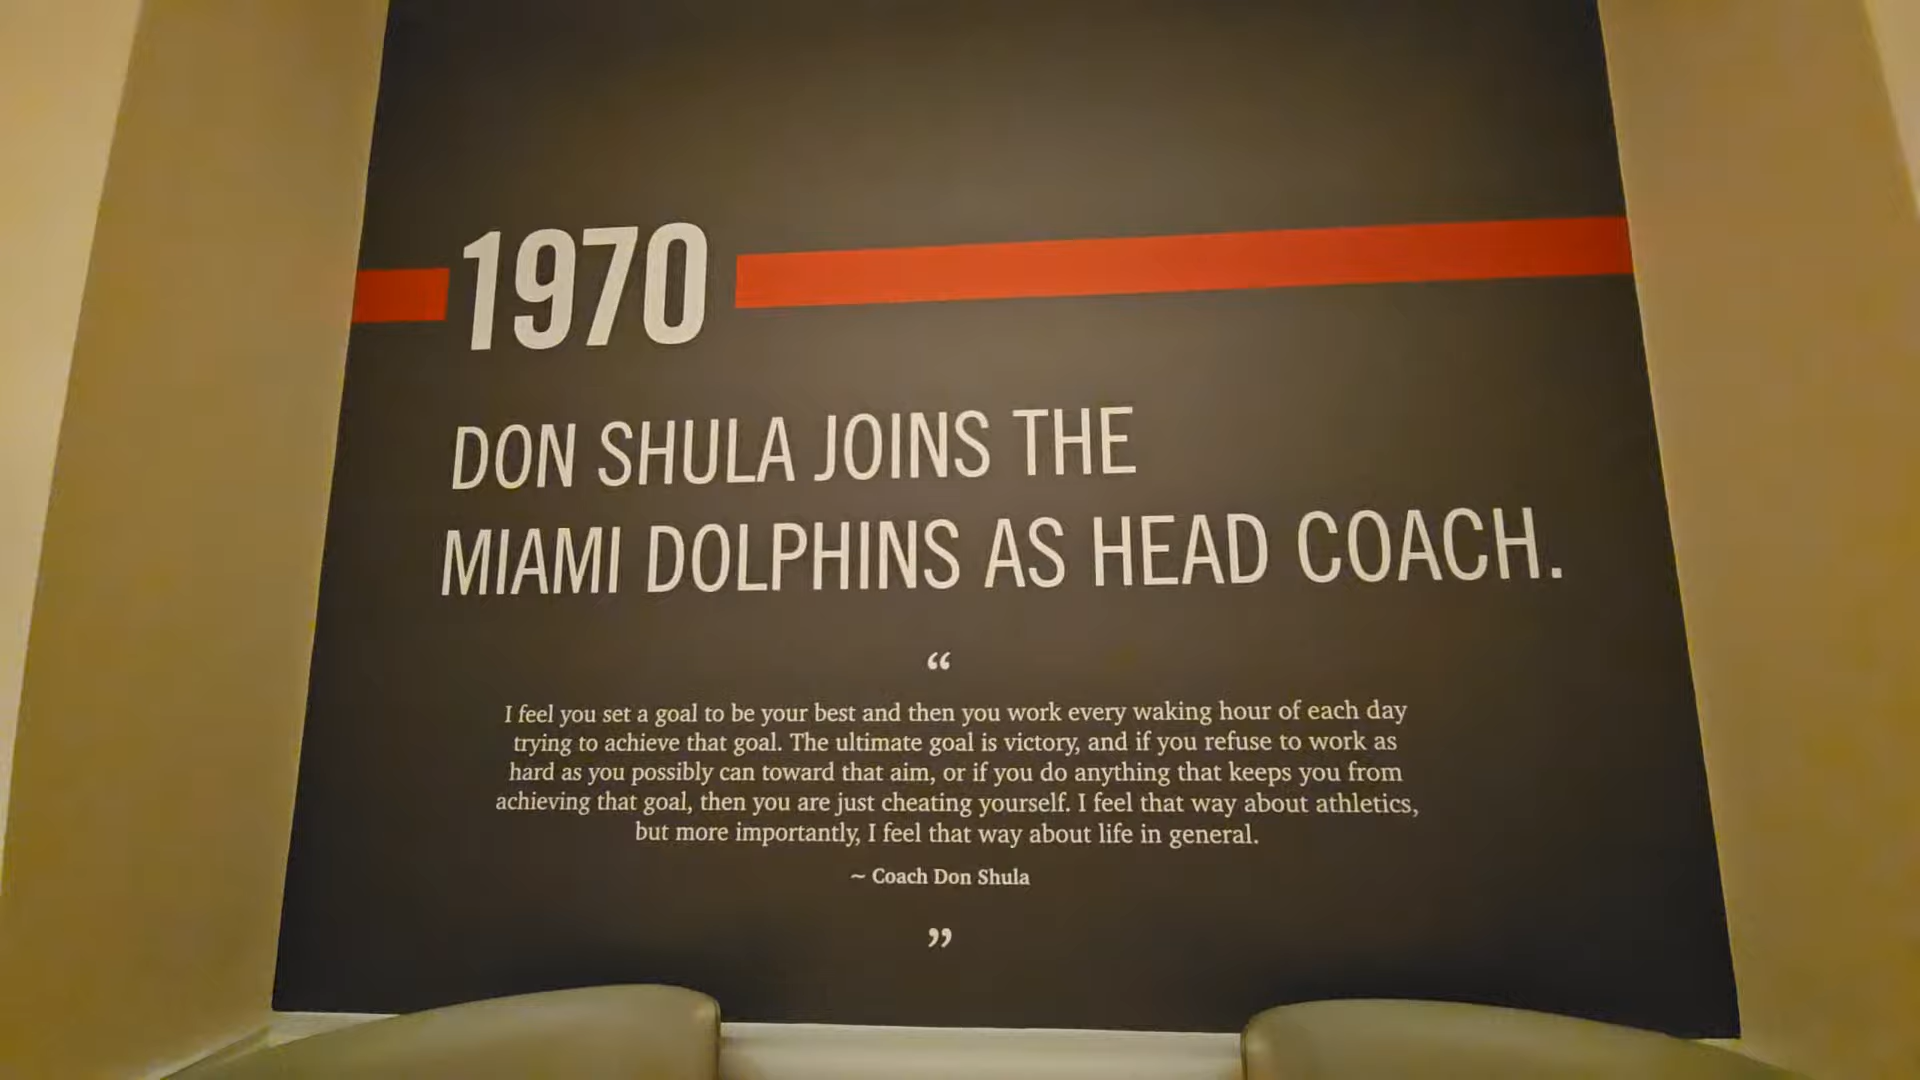 1970
DON SHULA JOINS THE
MIAMI DOLPHINS AS HEAD COACH.
“
I feel you set a goal to be your best and then you work every waking hour of each day
trying to achieve that goal. The ultimate goal is victory, and if you refuse to work as
hard as you possibly can toward that aim, or if you do anything that keeps you from
achieving that goal, then you are just cheating yourself. I feel that way about athletics,
but more importantly, I feel that way about life in general.
~ Coach Don Shula
”